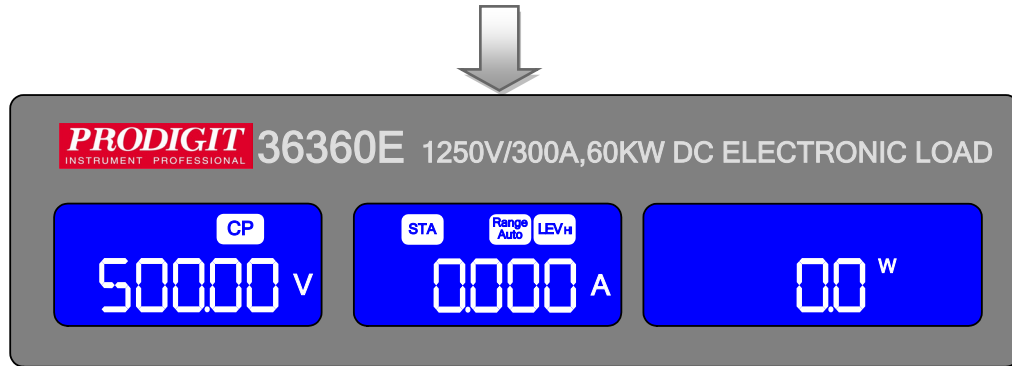 PRODIGIT
INSTRUMENT PROFESSIONAL
36360E 1250V/300A,60KW DC ELECTRONIC LOAD
CP
500.00 V
STA Range Auto LEVHI
0.000 A
0.0 W